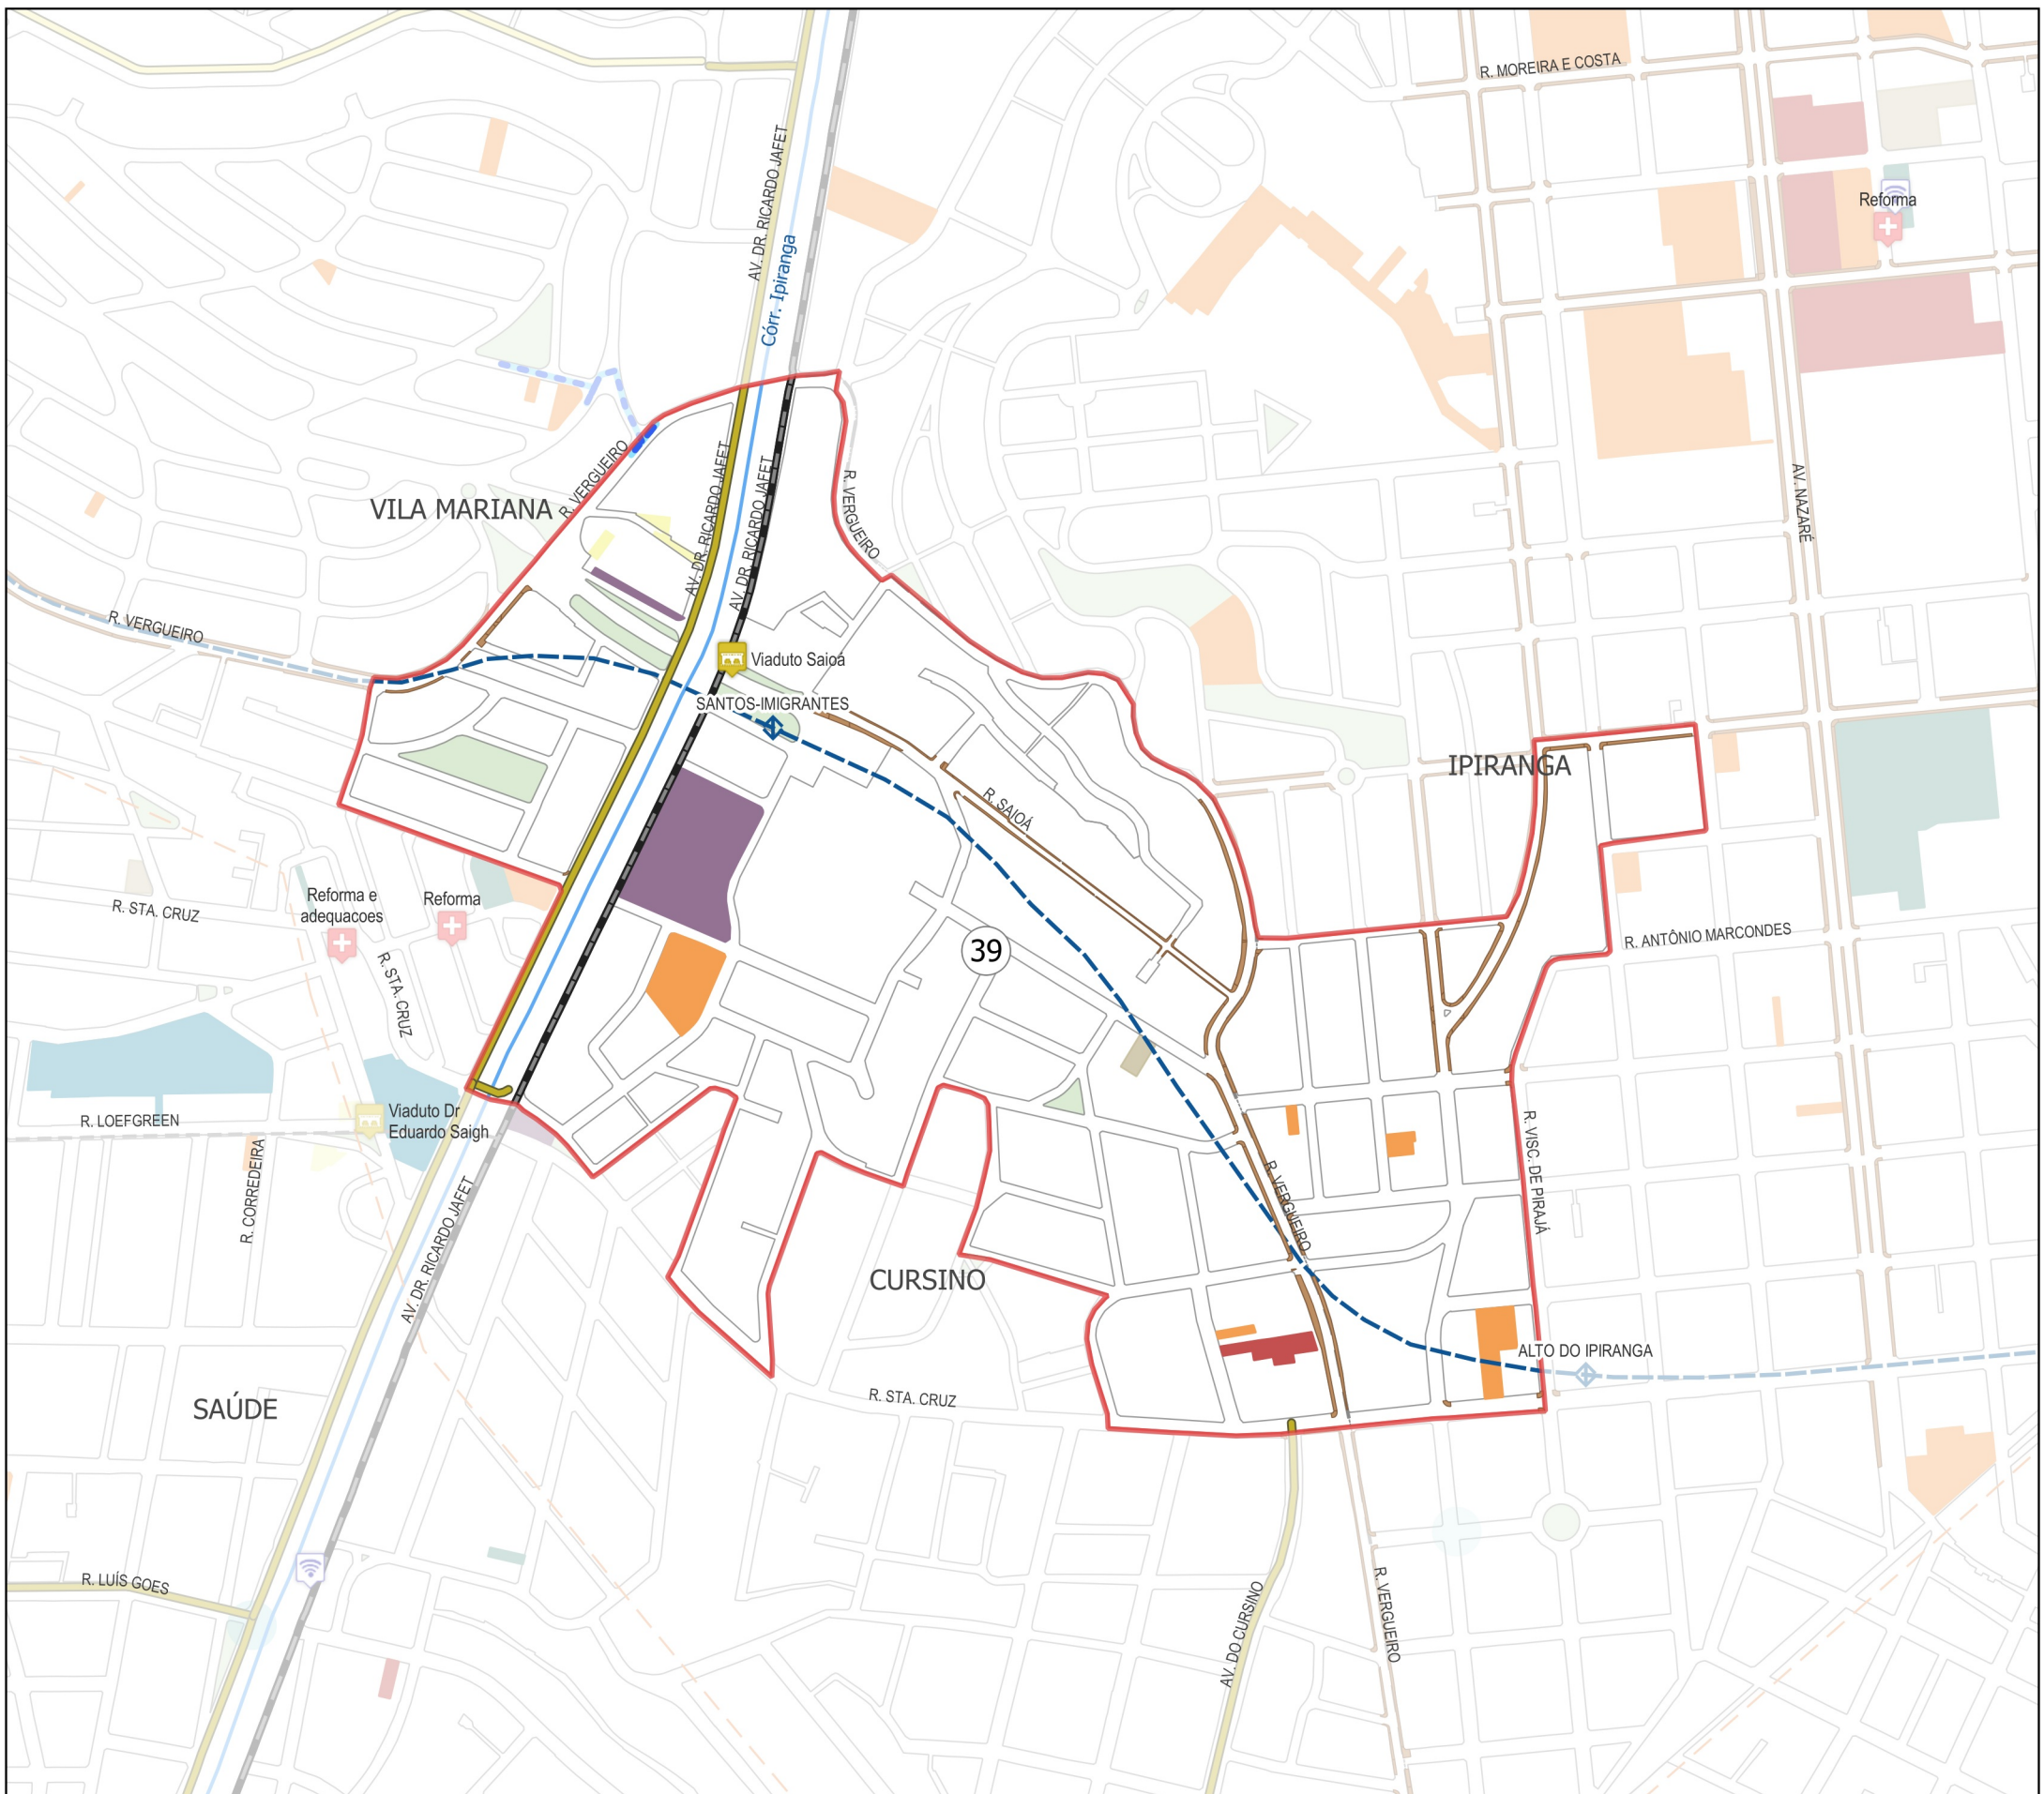 R. MOREIRA E COSTA
AV. DR. RICARDO JAFET
Reforma
Córr. Ipiranga
R. VERGUEIRO
VILA MARIANA
AV. DR. RICARDO JAFET
AV. DR. RICARDO JAFET
R. VERGUEIRO
AV. NAZARÉ
R. VERGUEIRO
Viaduto Saioá
SANTOS-IMIGRANTES
IPIRANGA
R. SAIOÁ
Reforma e
adequacoes
Reforma
R. STA. CRUZ
R. STA. CRUZ
39
R. ANTÔNIO MARCONDES
R. LOEFGREEN
Viaduto Dr
Eduardo Saigh
R. CORREDEIRA
AV. DR. RICARDO JAFET
R. VERGUEIRO
R. VISC. DE PIRAJÁ
CURSINO
ALTO DO IPIRANGA
SAÚDE
R. STA. CRUZ
R. LUÍS GOES
AV. DO CURSINO
R. VERGUEIRO